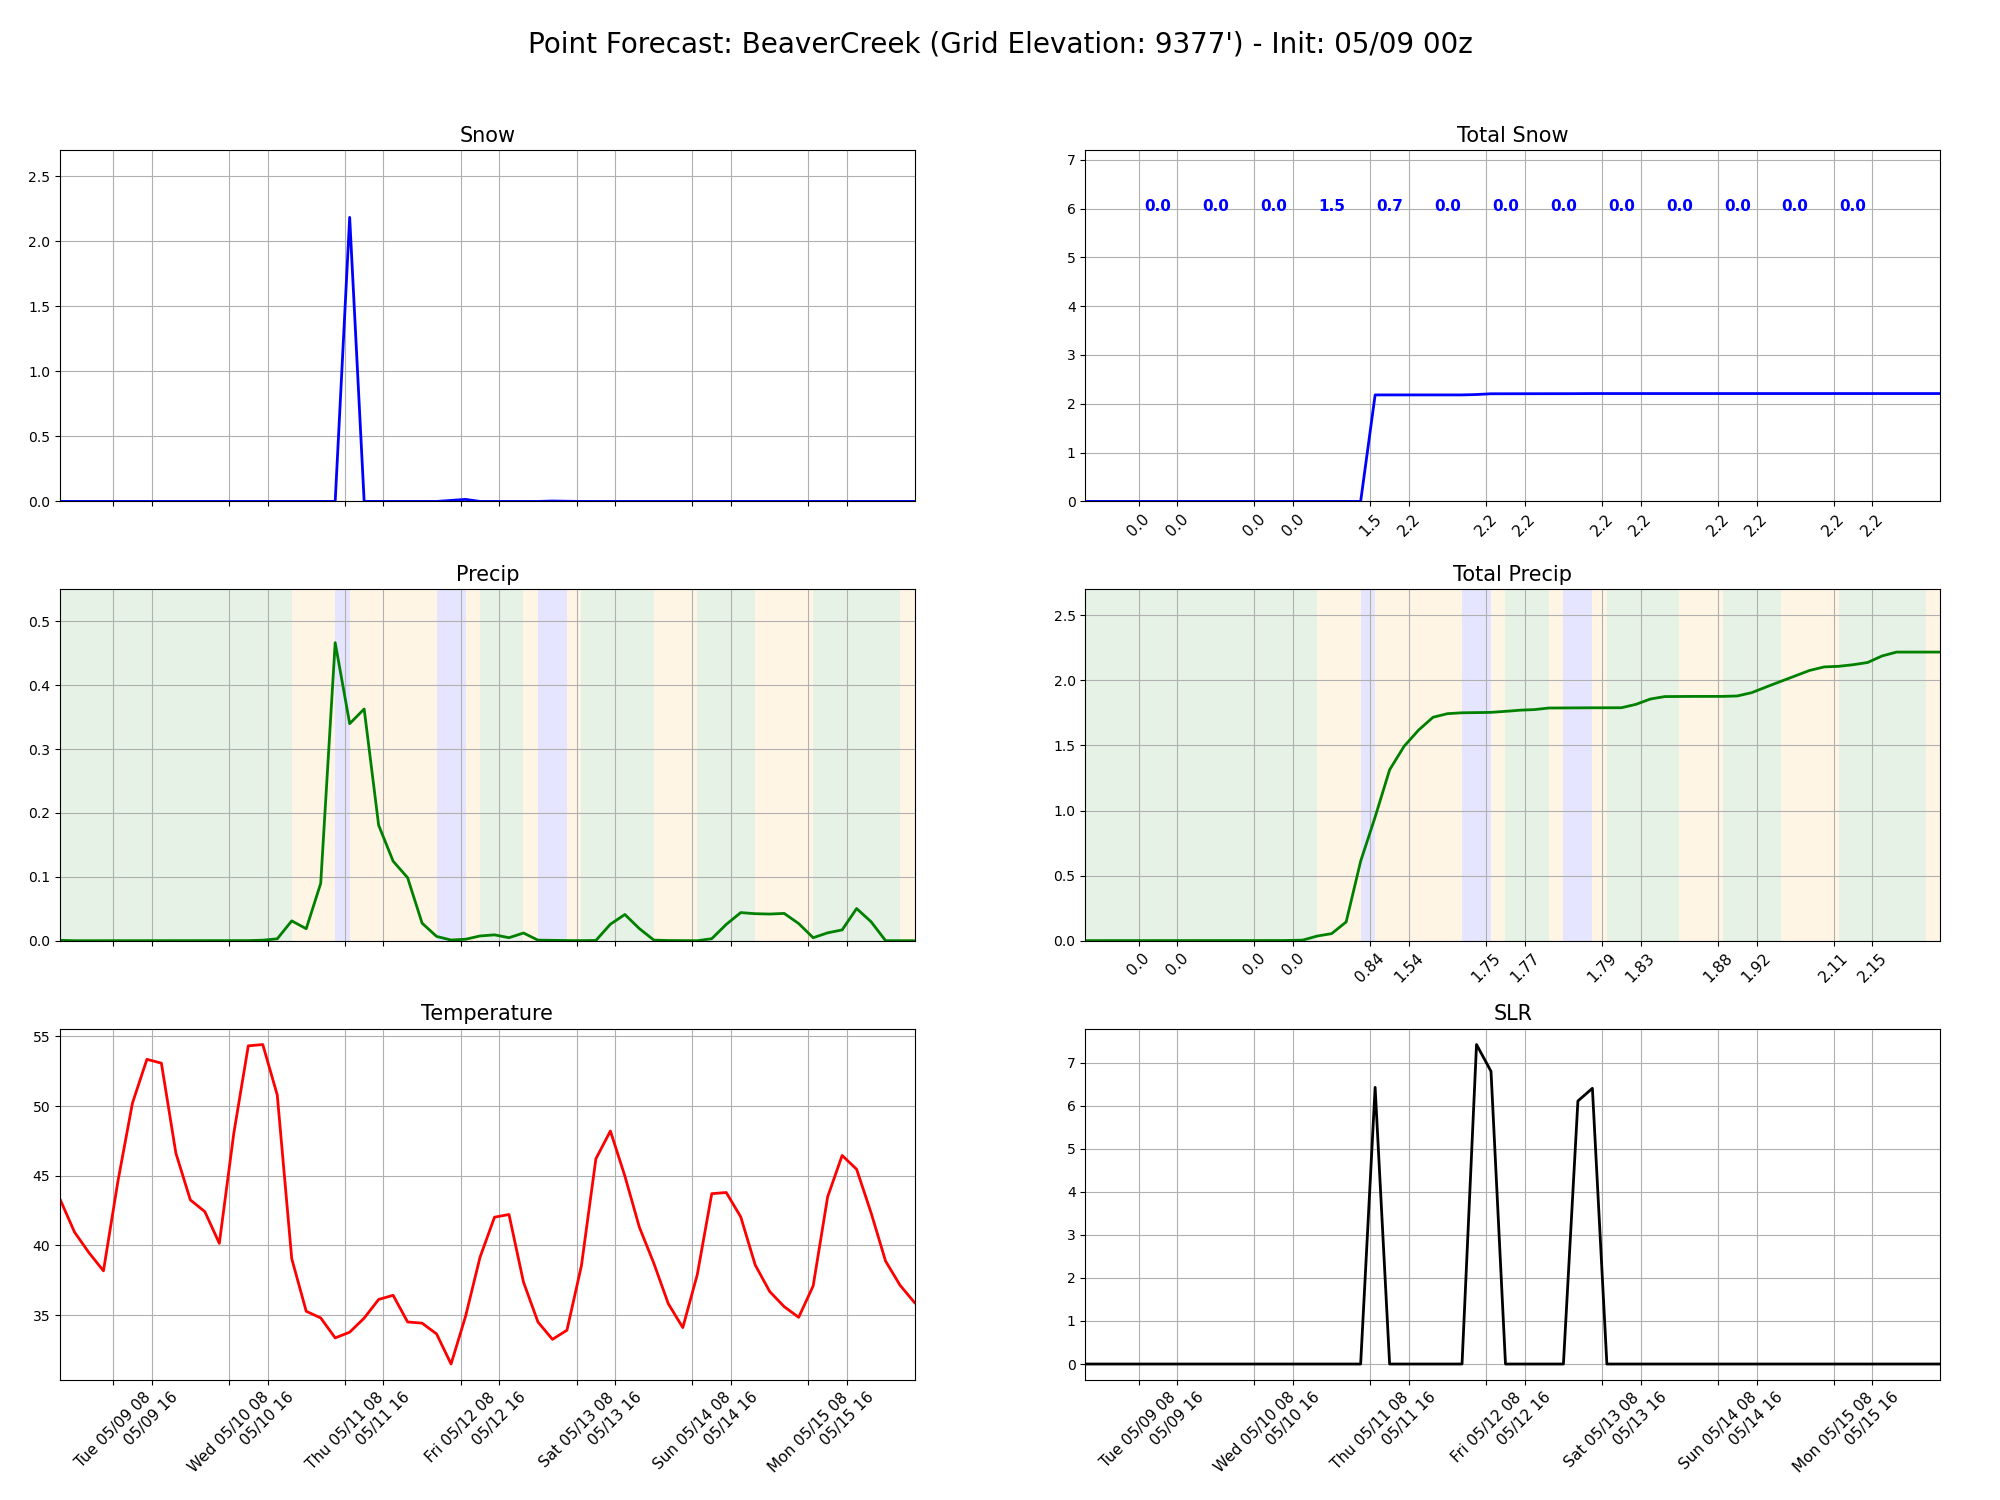 Point Forecast: BeaverCreek (Grid Elevation: 9377') - Init: 05/09 00z
Snow
2.5
2.0
1.5
1.0
0.5
0.0
Total Snow
7
6
5
4
3
2
1
0
0.0 0.0 0.0 1.5 0.7 0.0 0.0 0.0 0.0 0.0 0.0 0.0 0.0
0.0 0.0 0.0 0.0 1.5 2.2 2.2 2.2 2.2 2.2 2.2 2.2 2.2 2.2
Precip
0.5
0.4
0.3
0.2
0.1
0.0
Total Precip
2.5
2.0
1.5
1.0
0.5
0.0
0.0 0.0 0.0 0.0 0.84 1.54 1.75 1.77 1.79 1.83 1.88 1.92 2.11 2.15
Temperature
55
50
45
40
35
Tue 05/09 08
05/09 16
Wed 05/10 08
05/10 16
Thu 05/11 08
05/11 16
Fri 05/12 08
05/12 16
Sat 05/13 08
05/13 16
Sun 05/14 08
05/14 16
Mon 05/15 08
05/15 16
SLR
7
6
5
4
3
2
1
0
Tue 05/09 08
05/09 16
Wed 05/10 08
05/10 16
Thu 05/11 08
05/11 16
Fri 05/12 08
05/12 16
Sat 05/13 08
05/13 16
Sun 05/14 08
05/14 16
Mon 05/15 08
05/15 16